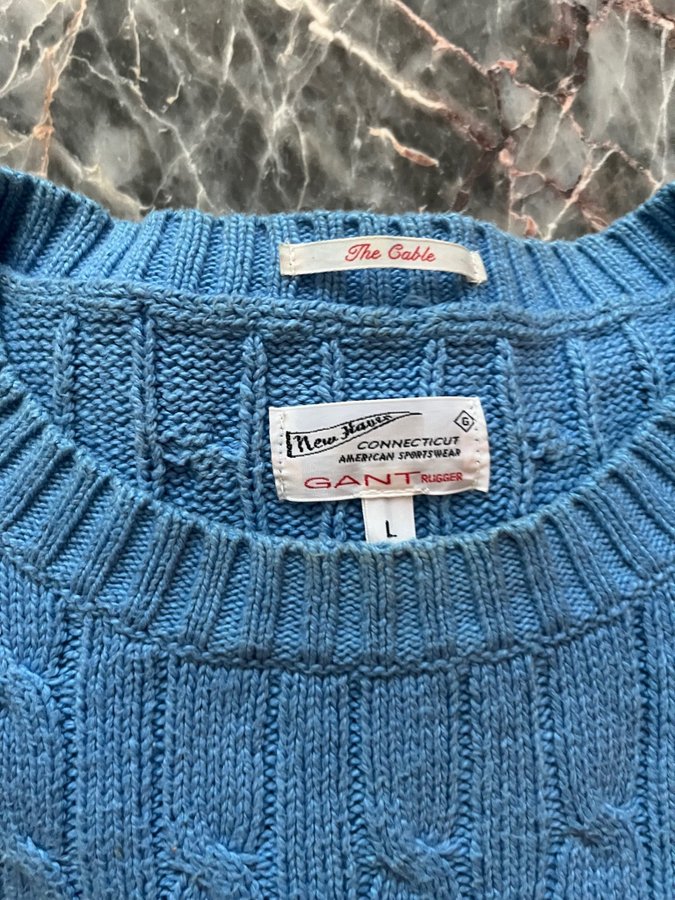 The Cable
New Haven
G
CONNECTICUT
AMERICAN SPORTSWEAR
GANT RUGGER
L